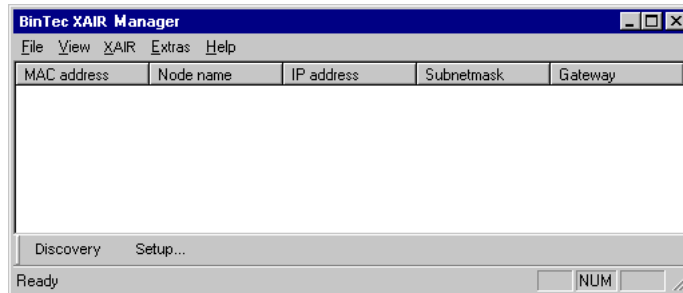 BinTec XAIR Manager
File View XAIR Extras Help
MAC address Node name IP address Subnetmask Gateway
Discovery Setup...
Ready NUM